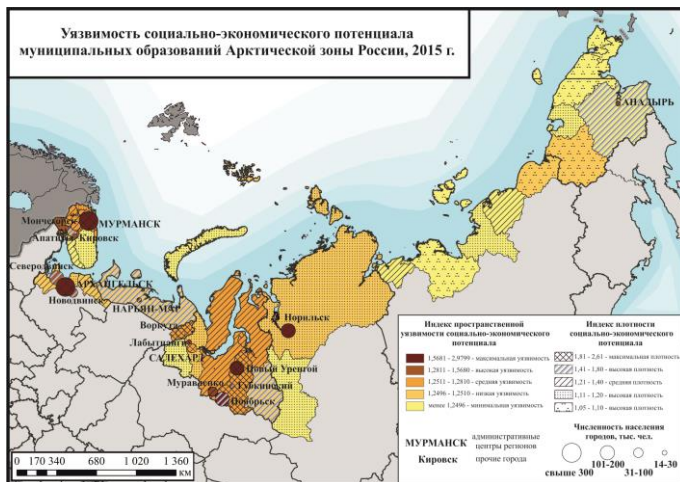 Уязвимость социально-экономического потенциала
муниципальных образований Арктической зоны России, 2015 г.
АНАДЫРЬ
Мончегорск
МУРМАНСК
Апатиты
Кировск
Северодвинск
АРХАНГЕЛЬСК
Новодвинск
НАРЬЯН-МАР
Воркута
Лабытнанги
САЛЕХАРД
Норильск
Новый Уренгой
Муравленко
Губкинский
Ноябрьск
Индекс пространственной
уязвимости социально-экономического
потенциала
1,5681 - 2,9799 - максимальная уязвимость
1,2811 - 1,5680 - высокая уязвимость
1,2511 - 1,2810 - средняя уязвимость
1,2496 - 1,2510 - низкая уязвимость
менее 1,2496 - минимальная уязвимость
Индекс плотности
социально-экономического
потенциала
1,81 - 2,61 - максимальная плотность
1,41 - 1,80 - высокая плотность
1,21 - 1,40 - средняя плотность
1,11 - 1,20 - высокая плотность
1,05 - 1,10 - высокая плотность
МУРМАНСК административные
центры регионов
Кировск прочие города
Численность населения
городов, тыс. чел.
свыше 300
101-200
31-100
14-30
0 170 340 680 1 020 1 360
км